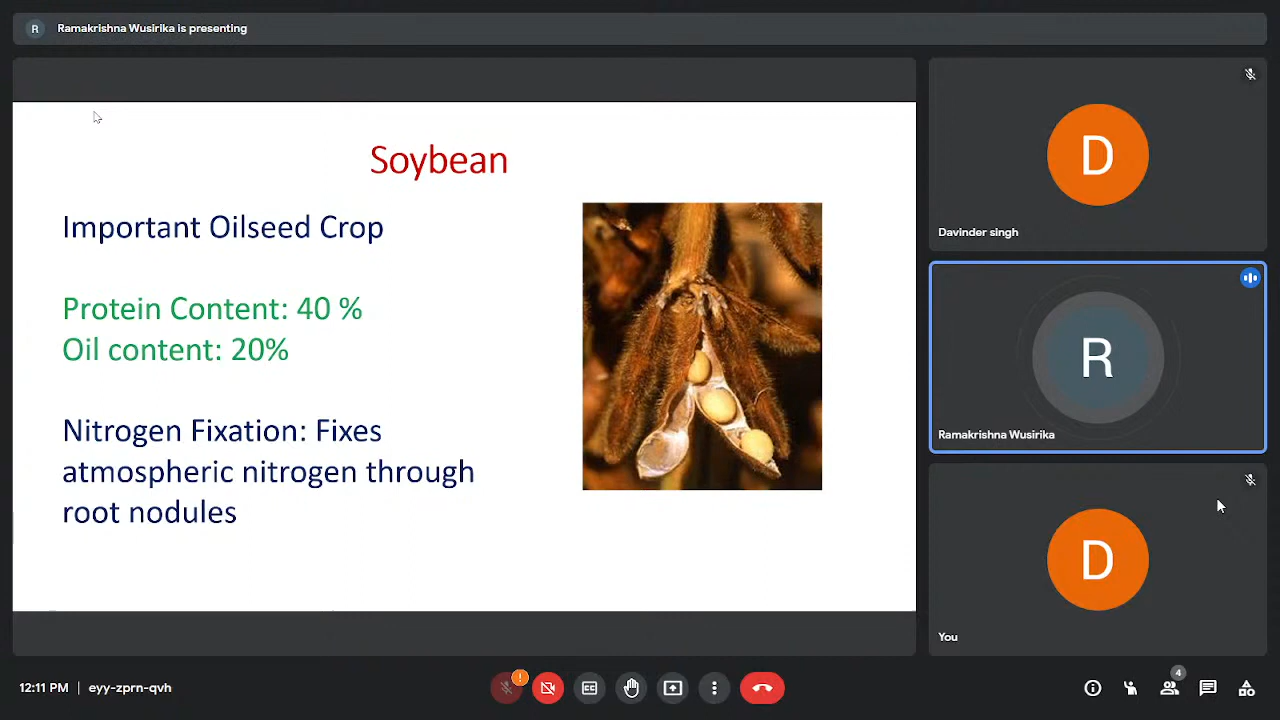 R
Ramakrishna Wusirika is presenting
Soybean
Important Oilseed Crop
Protein Content: 40 %
Oil content: 20%
Nitrogen Fixation: Fixes
atmospheric nitrogen through
root nodules
D
Davinder singh
R
Ramakrishna Wusirika
D
You
12:11 PM | eyy-zprn-qvh
!
CC
4